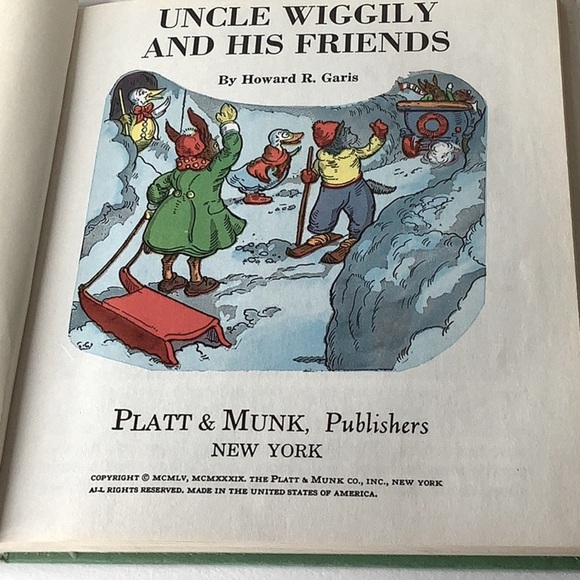 UNCLE WIGGILY
AND HIS FRIENDS
By Howard R. Garis
PLATT & MUNK, Publishers
NEW YORK
COPYRIGHT © MCMLV, MCMXXXIX. THE PLATT & MUNK CO., INC., NEW YORK
ALL RIGHTS RESERVED. MADE IN THE UNITED STATES OF AMERICA.